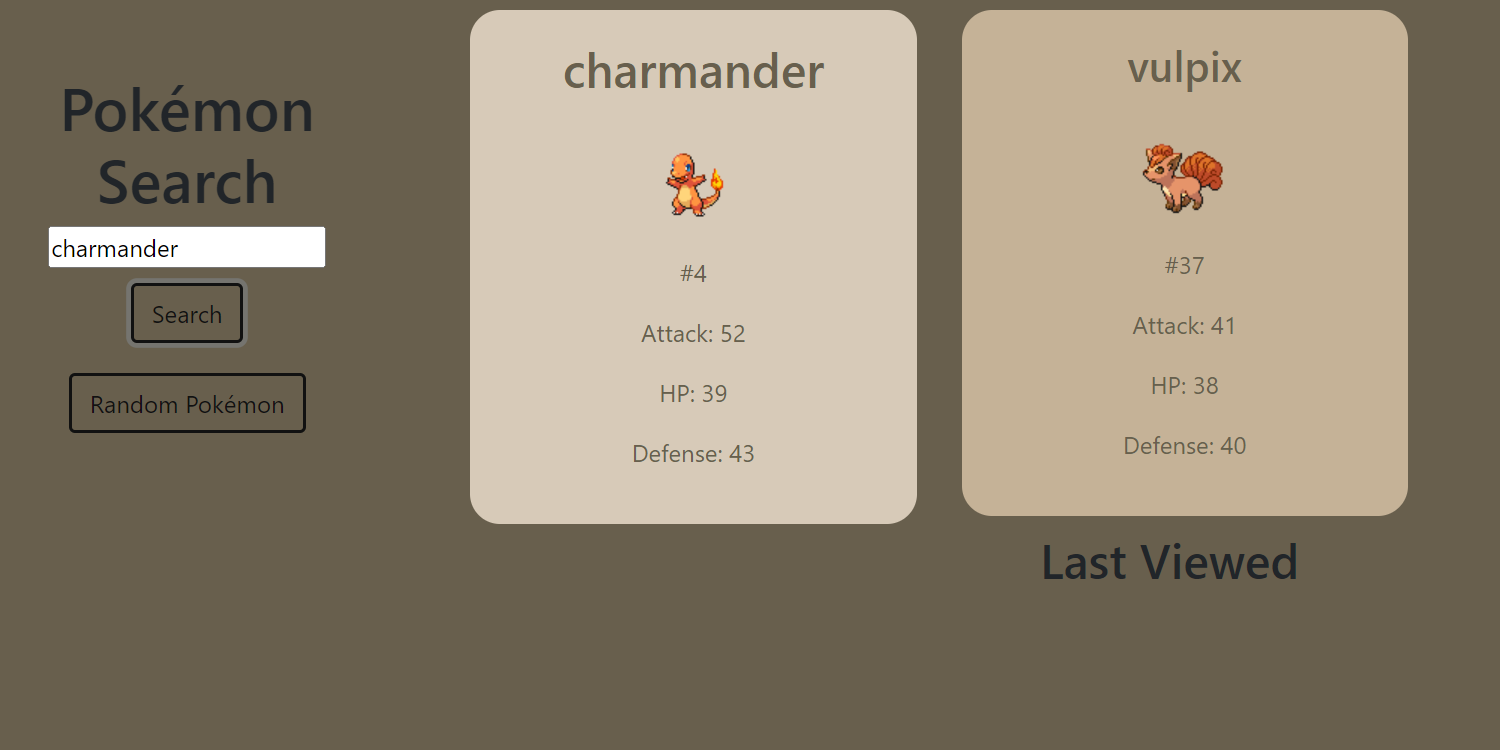 Pokémon
Search
charmander
Search
Random Pokémon
charmander
#4
Attack: 52
HP: 39
Defense: 43
vulpix
#37
Attack: 41
HP: 38
Defense: 40
Last Viewed